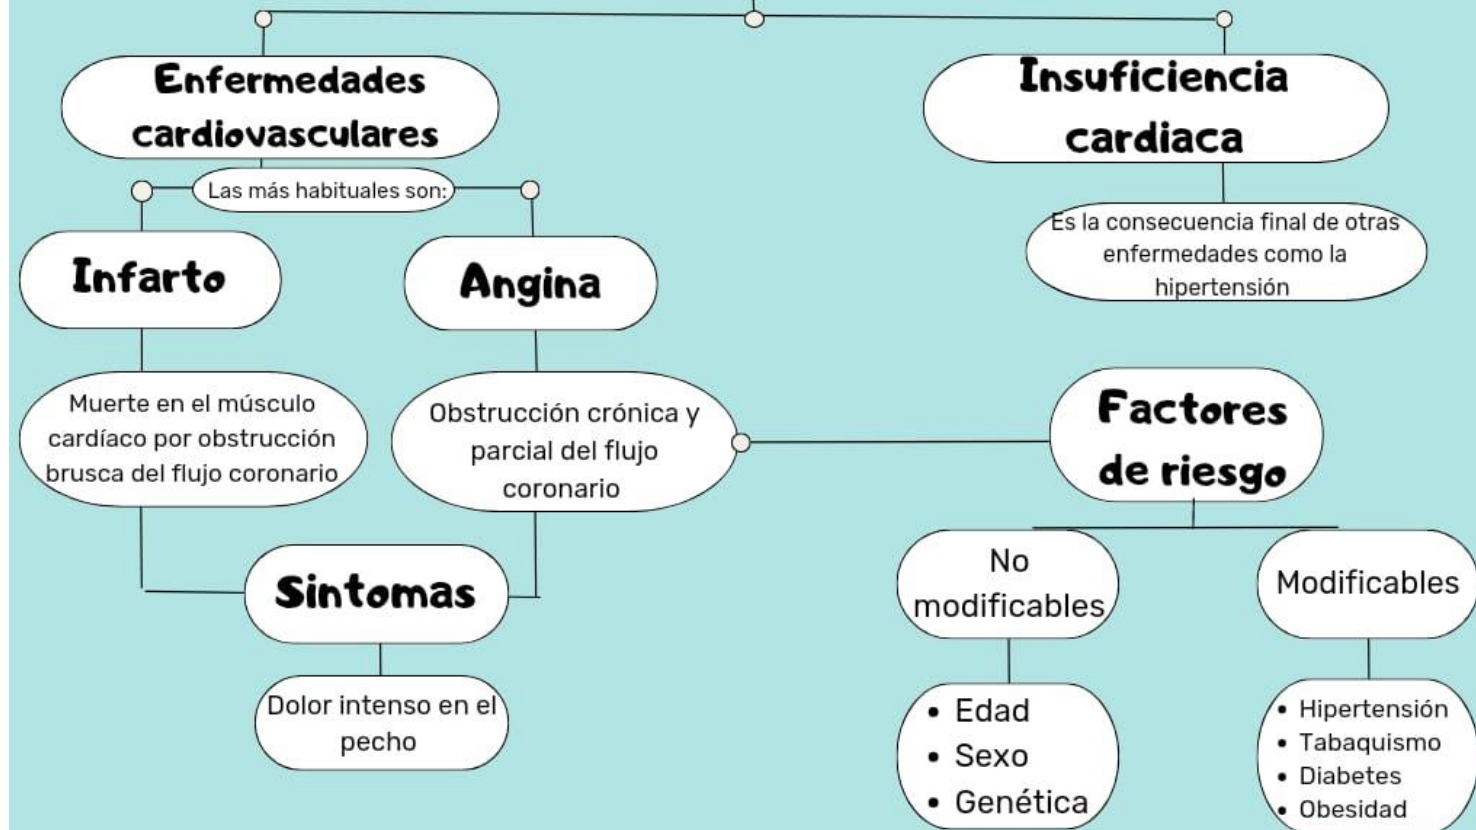 Enfermedades
cardiovasculares
Insuficiencia
cardiaca
Las más habituales son:
Es la consecuencia final de otras
enfermedades como la
hipertensión
Infarto
Angina
Muerte en el músculo
cardíaco por obstrucción
brusca del flujo coronario
Obstrucción crónica y
parcial del flujo
coronario
Factores
de riesgo
Sintomas
Dolor intenso en el
pecho
No
modificables
Modificables
• Edad
• Sexo
• Genética
• Hipertensión
• Tabaquismo
• Diabetes
• Obesidad